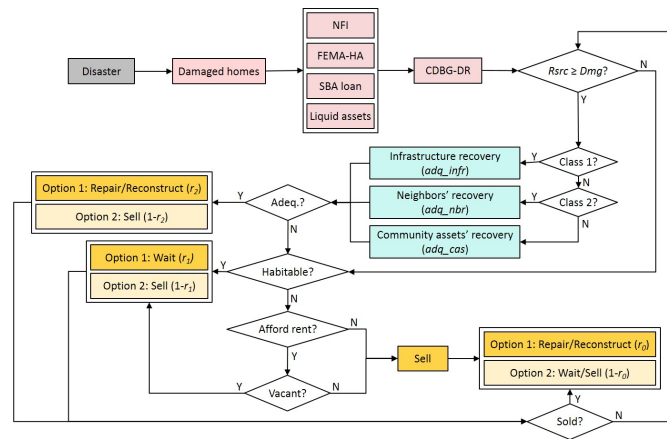 NFI
FEMA-HA
SBA loan
Liquid assets
Disaster
Damaged homes
CDBG-DR
Rsrc ≥ Dmg?
N
Y
Infrastructure recovery
(adq_infr)
Y
Class 1?
N
Neighbors' recovery
(adq_nbr)
Y
Class 2?
N
Community assets' recovery
(adq_cas)
Option 1: Repair/Reconstruct (r2)
Option 2: Sell (1-r2)
Y
Adeq.?
N
Option 1: Wait (r1)
Option 2: Sell (1-r1)
Y
Habitable?
N
Afford rent?
N
Y
Sell
Option 1: Repair/Reconstruct (r0)
Option 2: Wait/Sell (1-r0)
Y
Vacant?
N
Y
Sold?
N